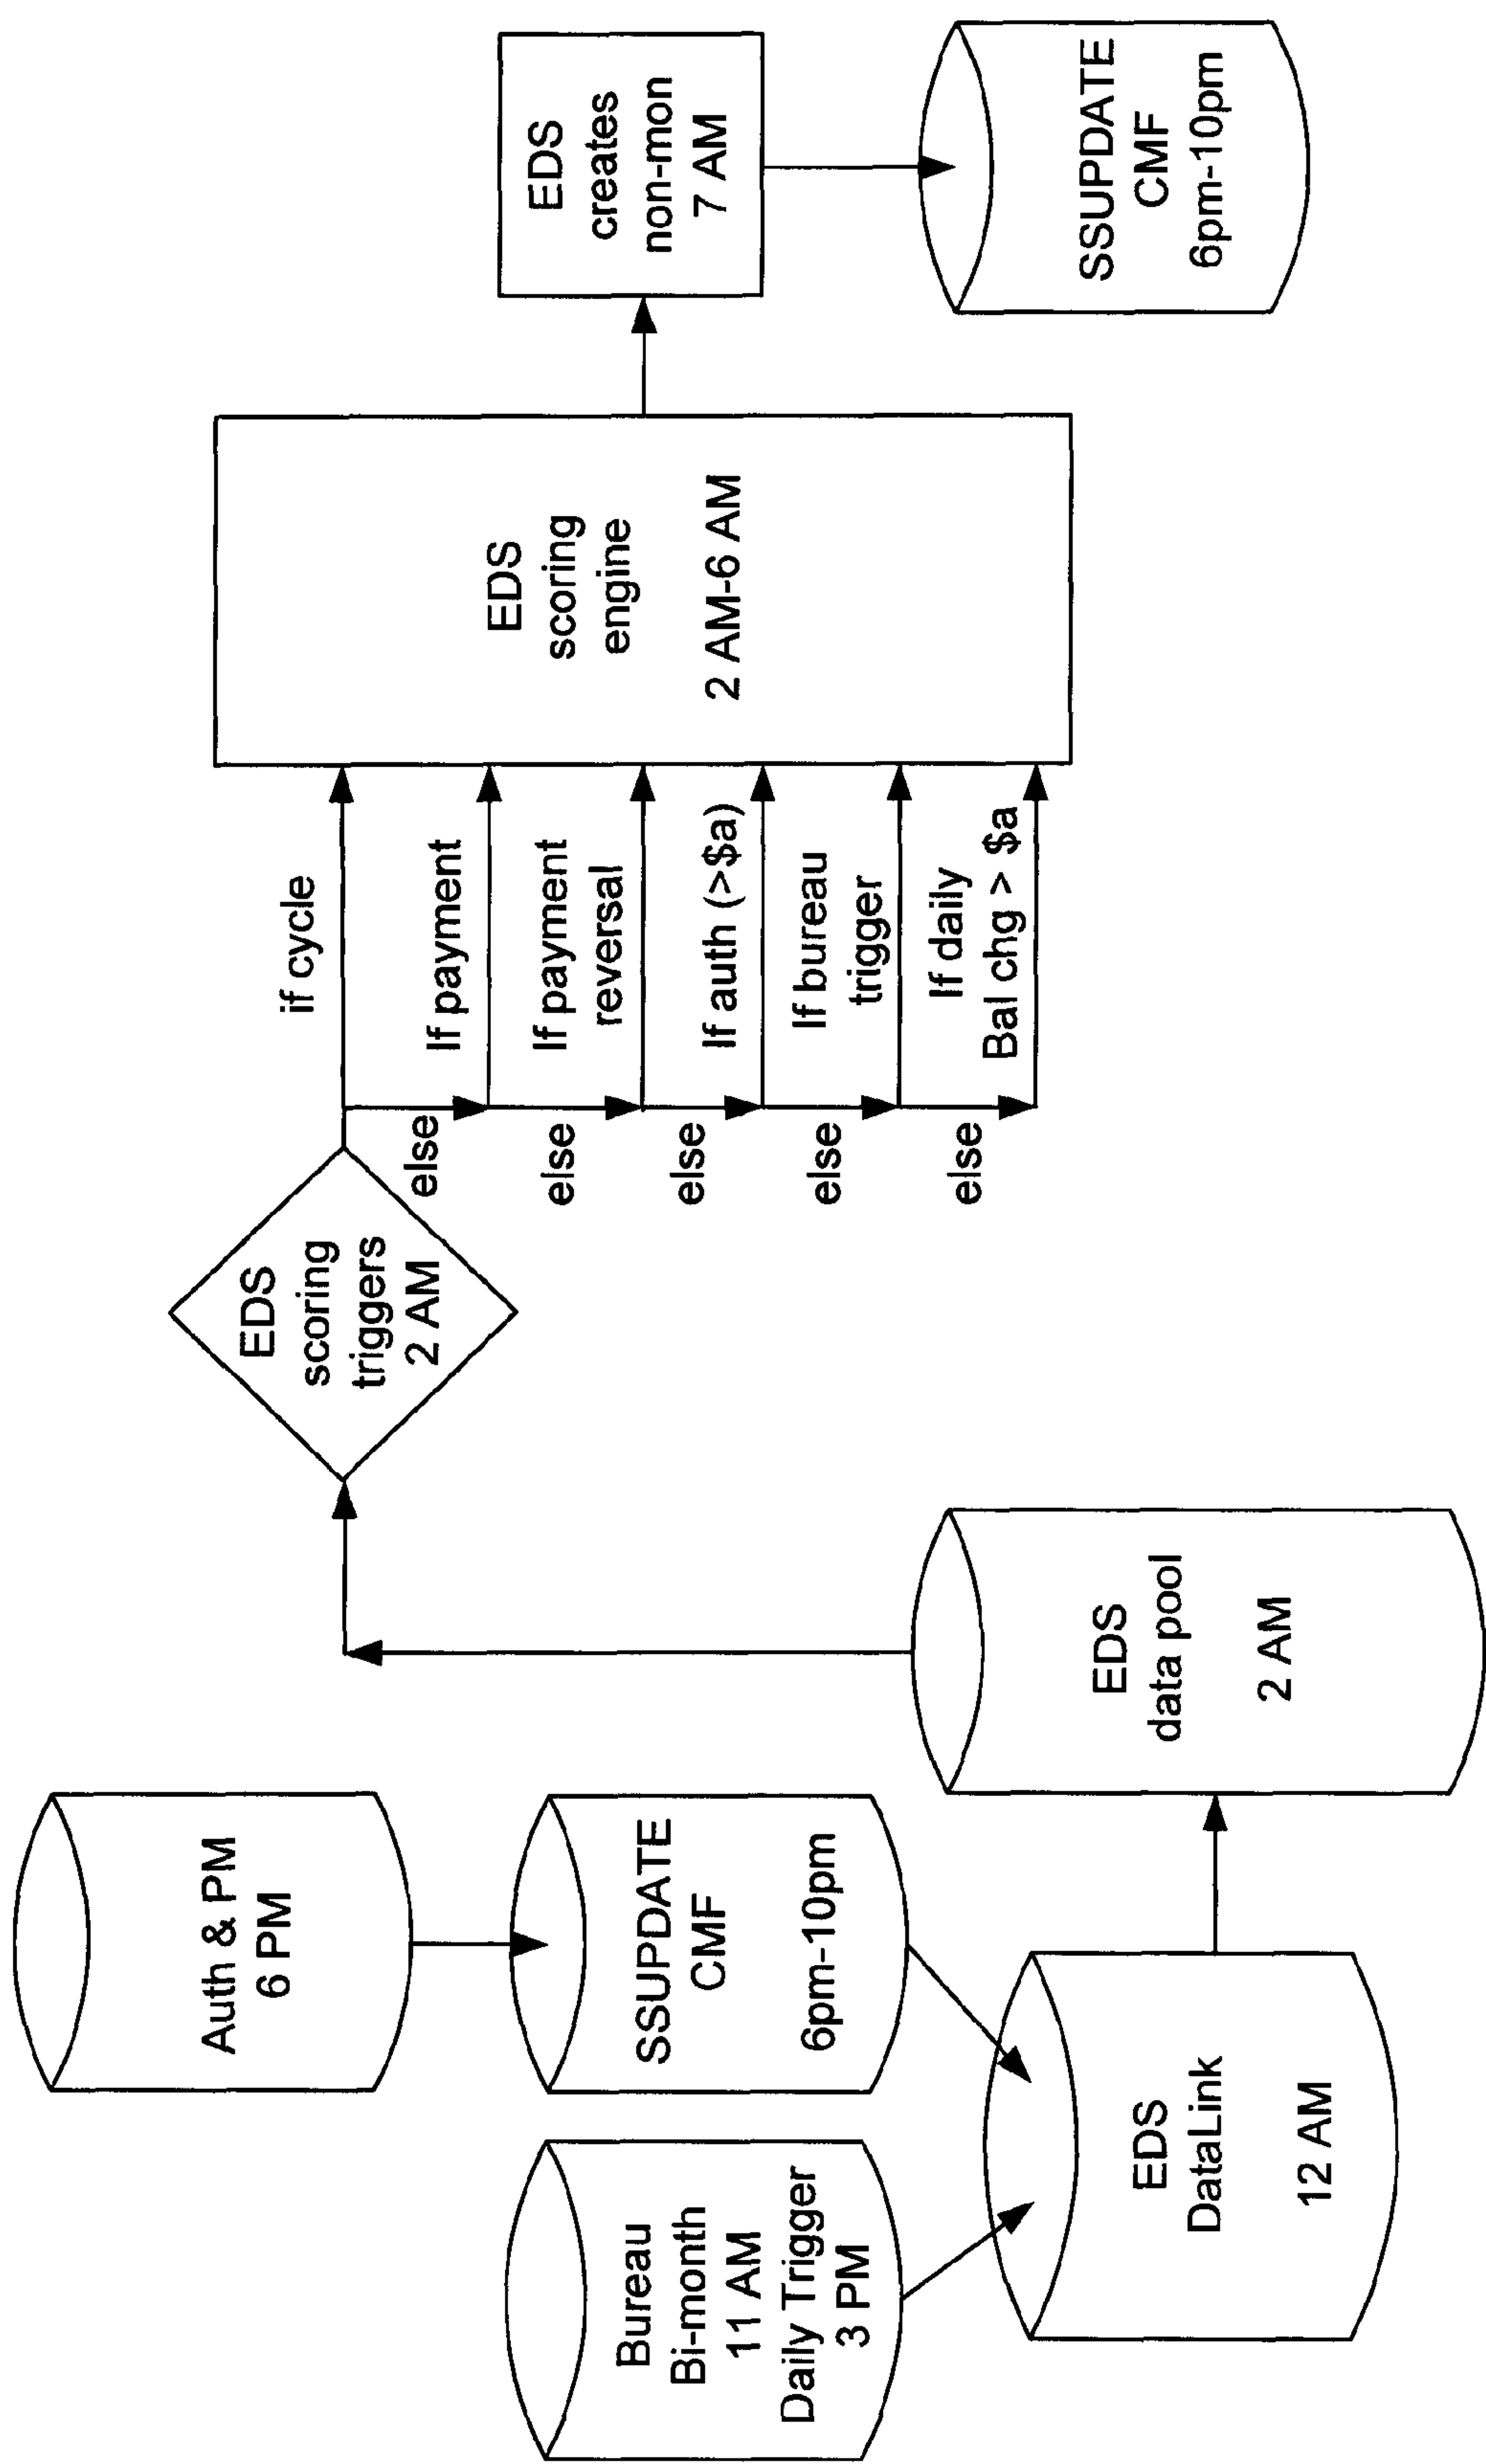 Bureau
Bi-month
11 AM
Daily Trigger
3 PM
Auth & PM
6 PM
SSUPDATE
CMF
6pm-10pm
EDS
DataLink
12 AM
EDS
data pool
2 AM
EDS
scoring
triggers
2 AM
if cycle
else
If payment
else
If payment
reversal
else
If auth (>$a)
else
If bureau
trigger
else
If daily
Bal chg > $a
EDS
scoring
engine
2 AM-6 AM
EDS
creates
non-mon
7 AM
SSUPDATE
CMF
6pm-10pm